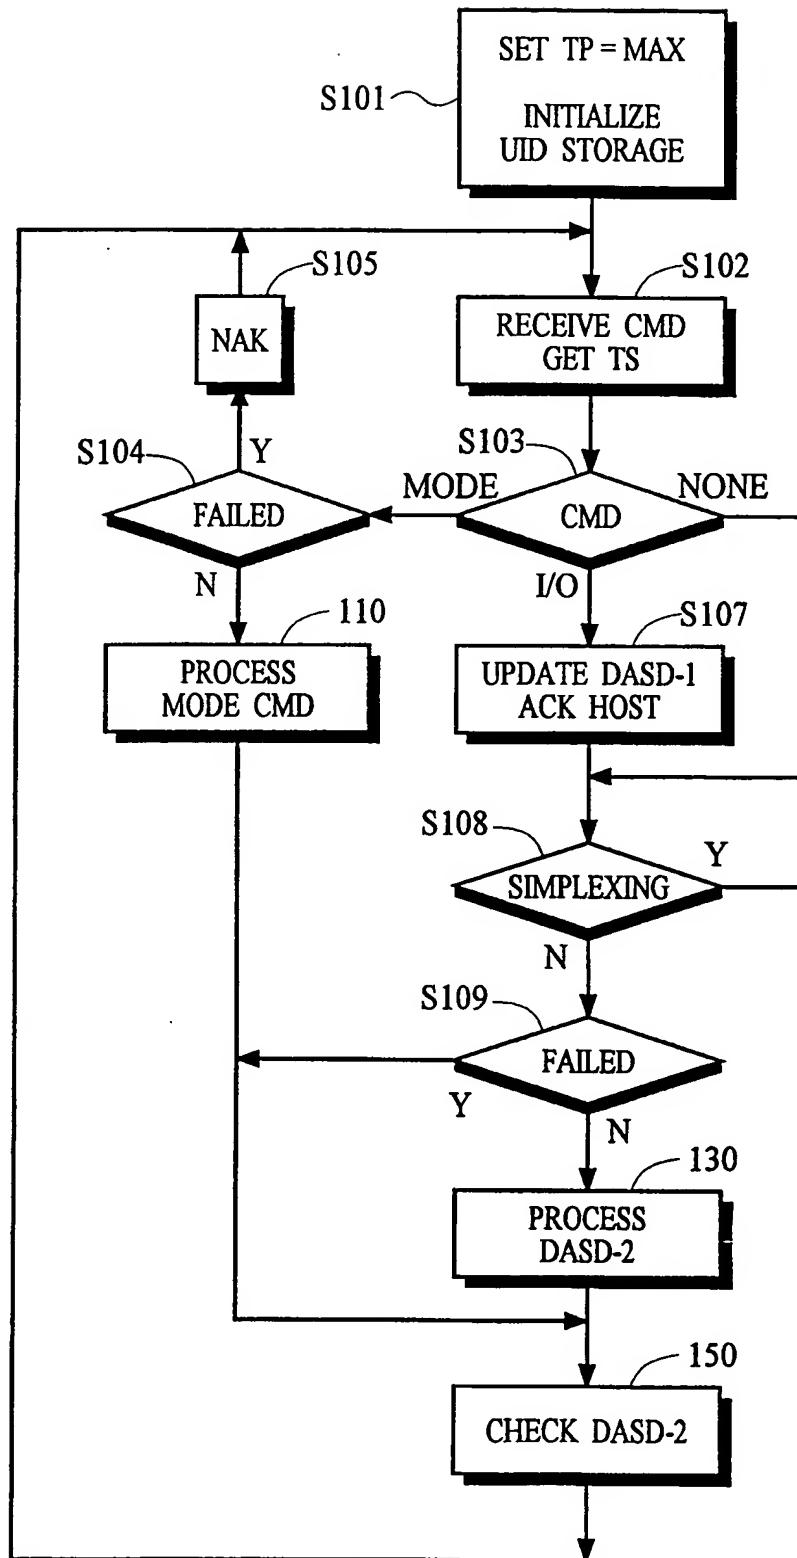 SET TP = MAX
S101
INITIALIZE
UID STORAGE
S105
S102
NAK
RECEIVE CMD
GET TS
S104
Y
S103
MODE
NONE
FAILED
CMD
N
I/O
110
S107
PROCESS
MODE CMD
UPDATE DASD-1
ACK HOST
S108
Y
SIMPLEXING
N
S109
FAILED
Y
N
130
PROCESS
DASD-2
150
CHECK DASD-2